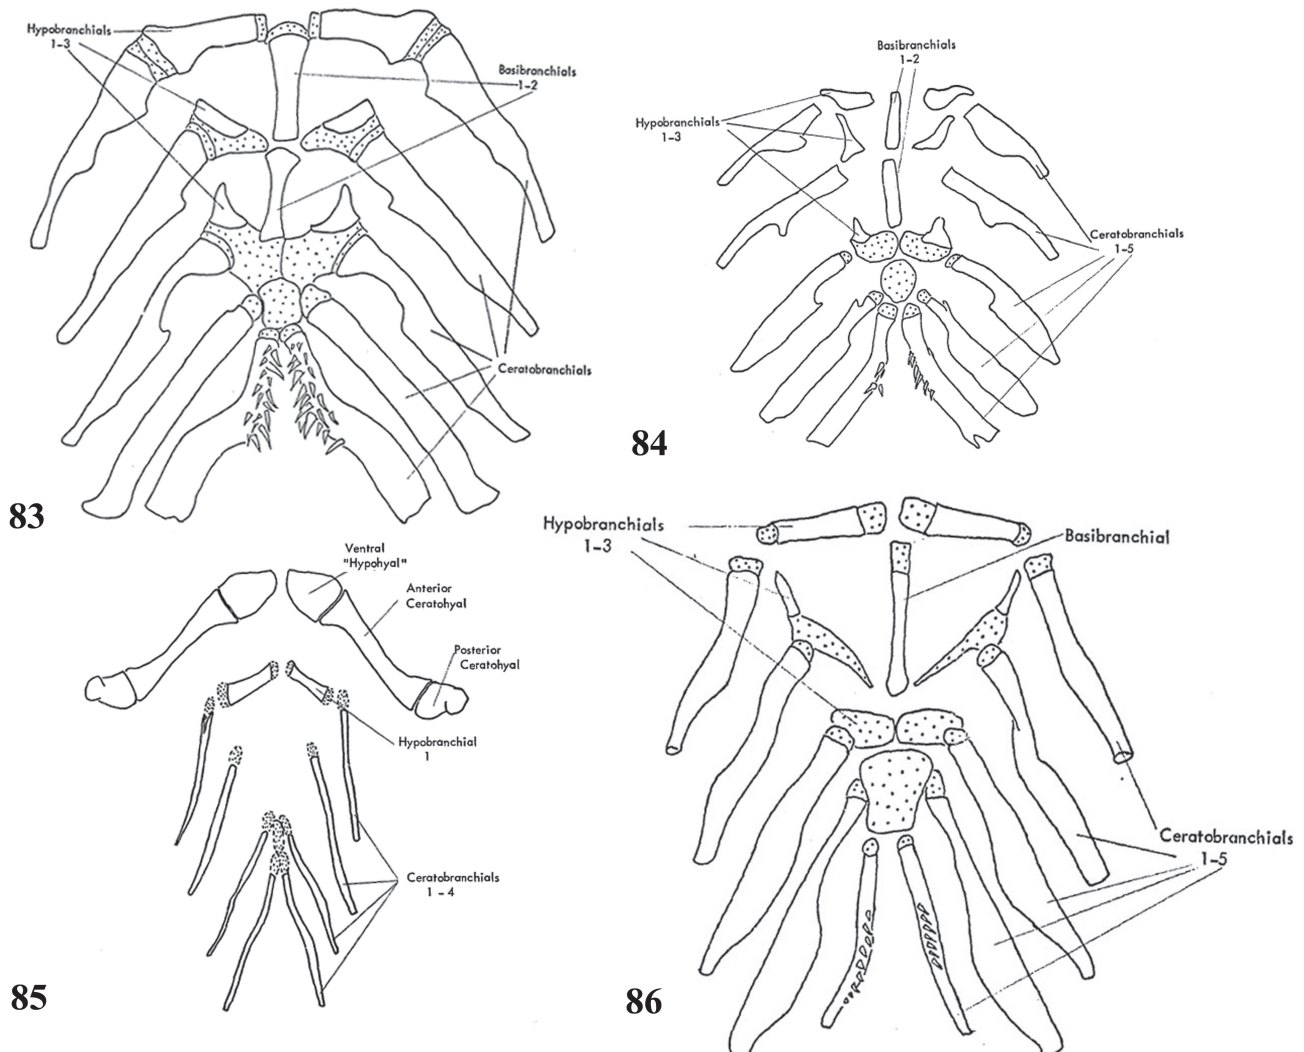 Hypobranchials
1-3
Basibranchials
1-2
Ceratobranchials
83
Basibranchials
1-2
Hypobranchials
1-3
Ceratobranchials
1-5
84
Ventral
"Hypohyal"
Anterior
Ceratohyal
Posterior
Ceratohyal
Hypobranchial
1
Ceratobranchials
1 - 4
85
Hypobranchials
1-3
Basibranchial
Ceratobranchials
1-5
86